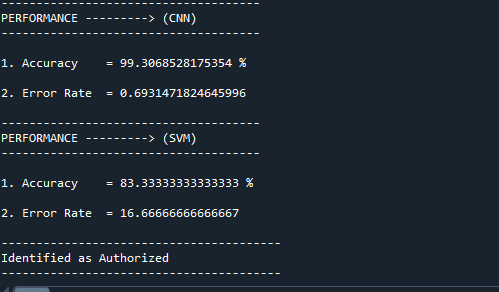 -------------------------------------
PERFORMANCE ---------> (CNN)
-------------------------------------
1. Accuracy    = 99.3068528175354 %
2. Error Rate  = 0.6931471824645996
-------------------------------------
PERFORMANCE ---------> (SVM)
-------------------------------------
1. Accuracy    = 83.33333333333333 %
2. Error Rate  = 16.66666666666667
----------------------------------------
Identified as Authorized
----------------------------------------